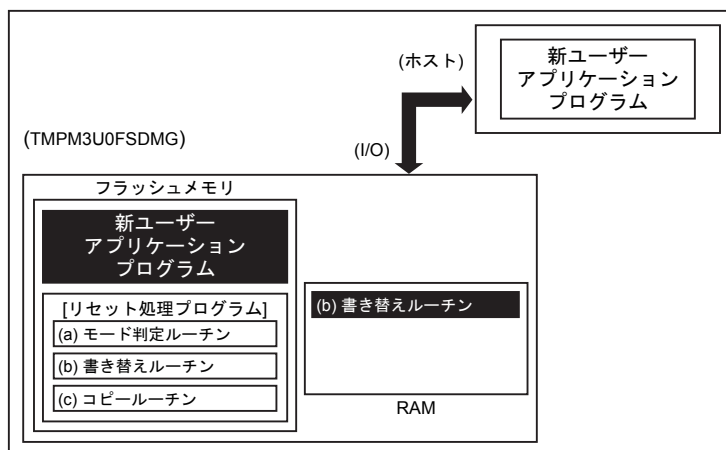 (ホスト)
新ユーザー
アプリケーション
プログラム
(TMPM3U0FSDMG)
(I/O)
フラッシュメモリ
新ユーザー
アプリケーション
プログラム
[リセット処理プログラム]
(a) モード判定ルーチン
(b) 書き替えルーチン
(c) コピールーチン
(b) 書き替えルーチン
RAM